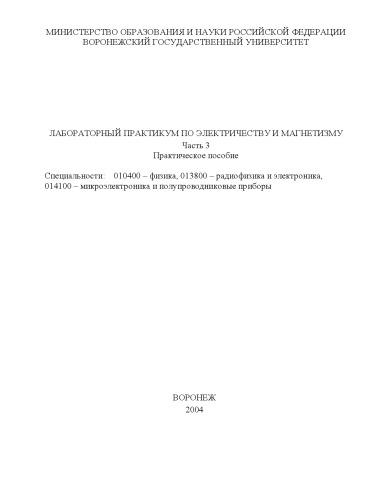 МИНИСТЕРСТВО ОБРАЗОВАНИЯ И НАУКИ РОССИЙСКОЙ ФЕДЕРАЦИИ
ВОРОНЕЖСКИЙ ГОСУДАРСТВЕННЫЙ УНИВЕРСИТЕТ
ЛАБОРАТОРНЫЙ ПРАКТИКУМ ПО ЭЛЕКТРИЧЕСТВУ И МАГНЕТИЗМУ
Часть 3
Практическое пособие
Специальности: 010400 – физика, 013800 – радиофизика и электроника,
014100 – микроэлектроника и полупроводниковые приборы
ВОРОНЕЖ
2004